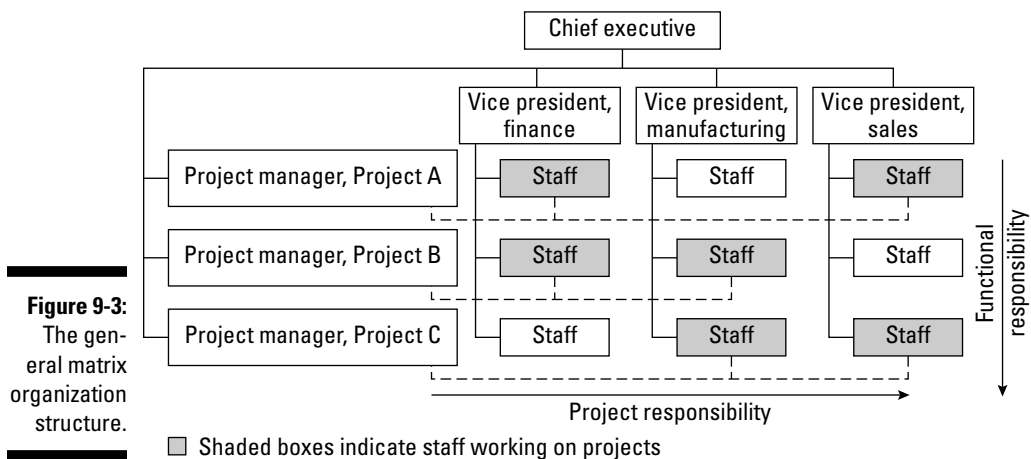 Chief executive
Vice president,
finance
Vice president,
manufacturing
Vice president,
sales
Project manager, Project A
Staff
Staff
Staff
Project manager, Project B
Staff
Staff
Staff
Project manager, Project C
Staff
Staff
Staff
Functional
responsibility
Project responsibility
Shaded boxes indicate staff working on projects
Figure 9-3:
The gen-
eral matrix
organization
structure.